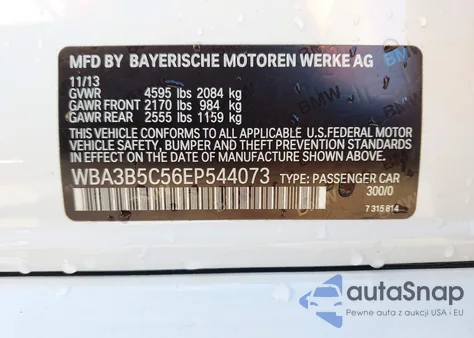 MFD BY BAYERISCHE MOTOREN WERKE AG
11/13
GVWR 4595 lbs 2084 kg
GAWR FRONT 2170 lbs 984 kg
GAWR REAR 2555 lbs 1159 kg
THIS VEHICLE CONFORMS TO ALL APPLICABLE U.S.FEDERAL MOTOR
VEHICLE SAFETY, BUMPER AND THEFT PREVENTION STANDARDS
IN EFFECT ON THE DATE OF MANUFACTURE SHOWN ABOVE.
WBA3B5C56EP544073 TYPE: PASSENGER CAR
300/0
7 315 814
BMW
BMW
autoSnap
Pewne auta z aukcji USA i EU